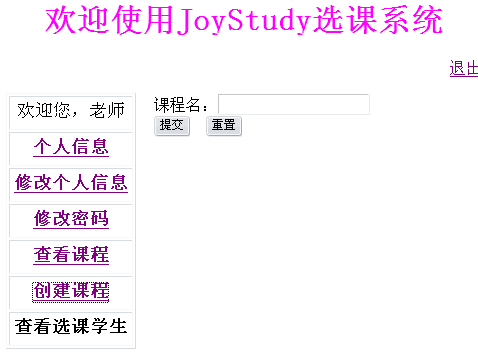 欢迎使用JoyStudy选课系统
退出
欢迎您，老师
个人信息
修改个人信息
修改密码
查看课程
创建课程
查看选课学生
课程名：
提交 重置